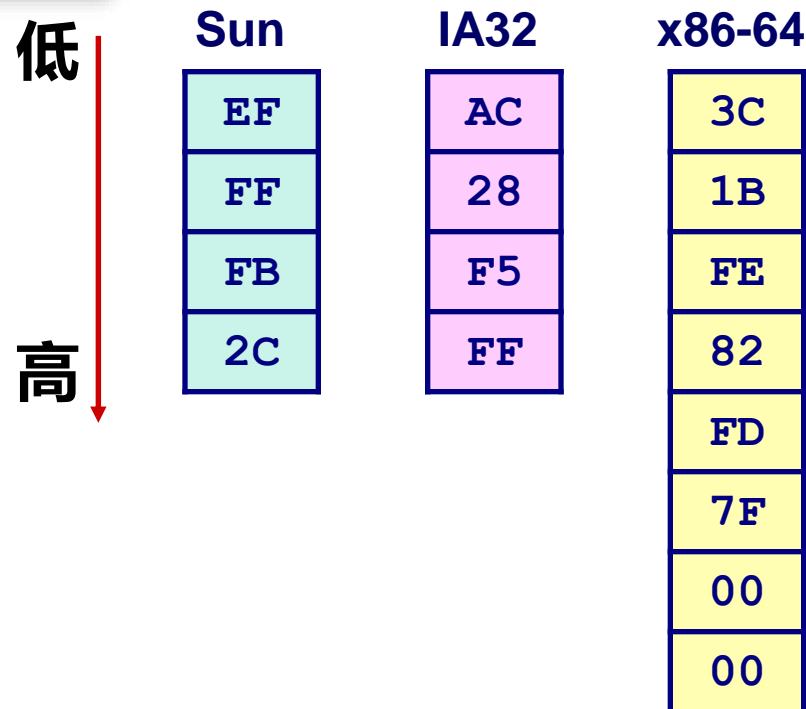 低
高
Sun
EF
FF
FB
2C
IA32
AC
28
F5
FF
x86-64
3C
1B
FE
82
FD
7F
00
00